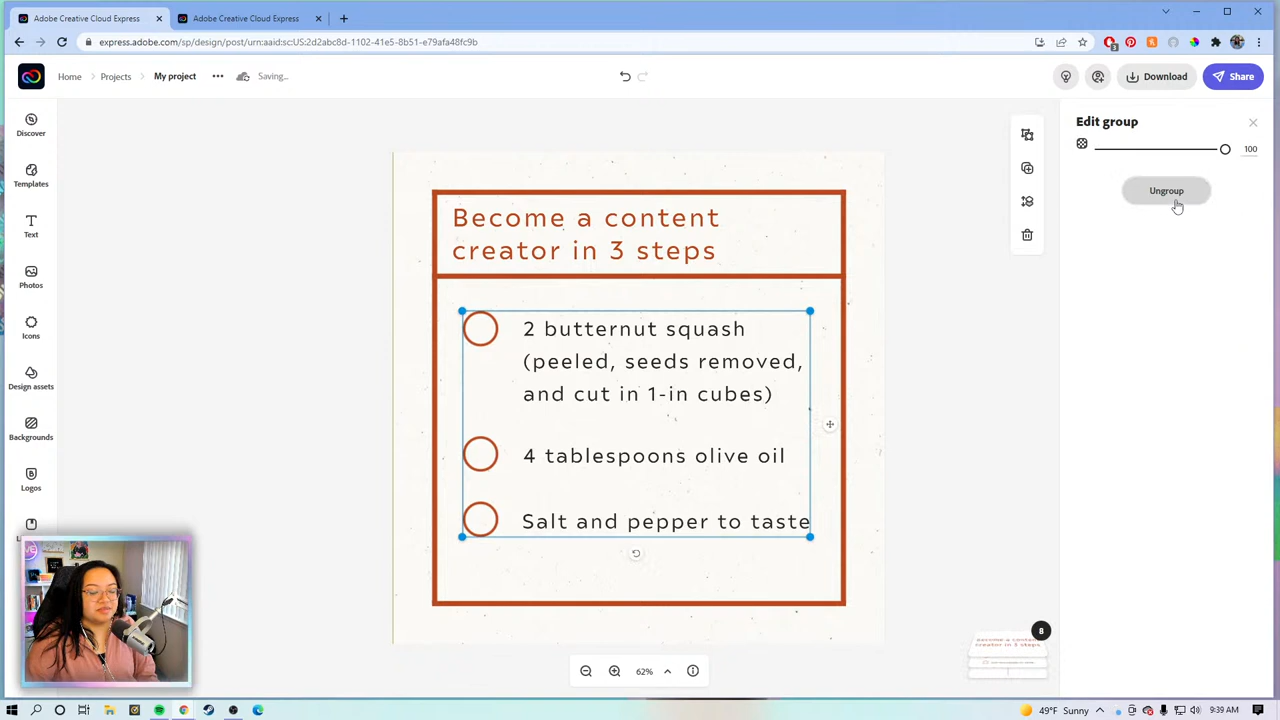 Adobe Creative Cloud Express
Adobe Creative Cloud Express
express.adobe.com/sp/design/post/urn:aaid:sc:US:2d2abc8d-1102-41e5-8b51-e79afa48fc9b
Home
Projects
My project
Saving...
Download
Share
Discover
Templates
Text
Photos
Icons
Design assets
Backgrounds
Logos
Edit group
100
Ungroup
Become a content
creator in 3 steps
2 butternut squash
(peeled, seeds removed,
and cut in 1-in cubes)
4 tablespoons olive oil
Salt and pepper to taste
8
62%
49°F Sunny
9:39 AM